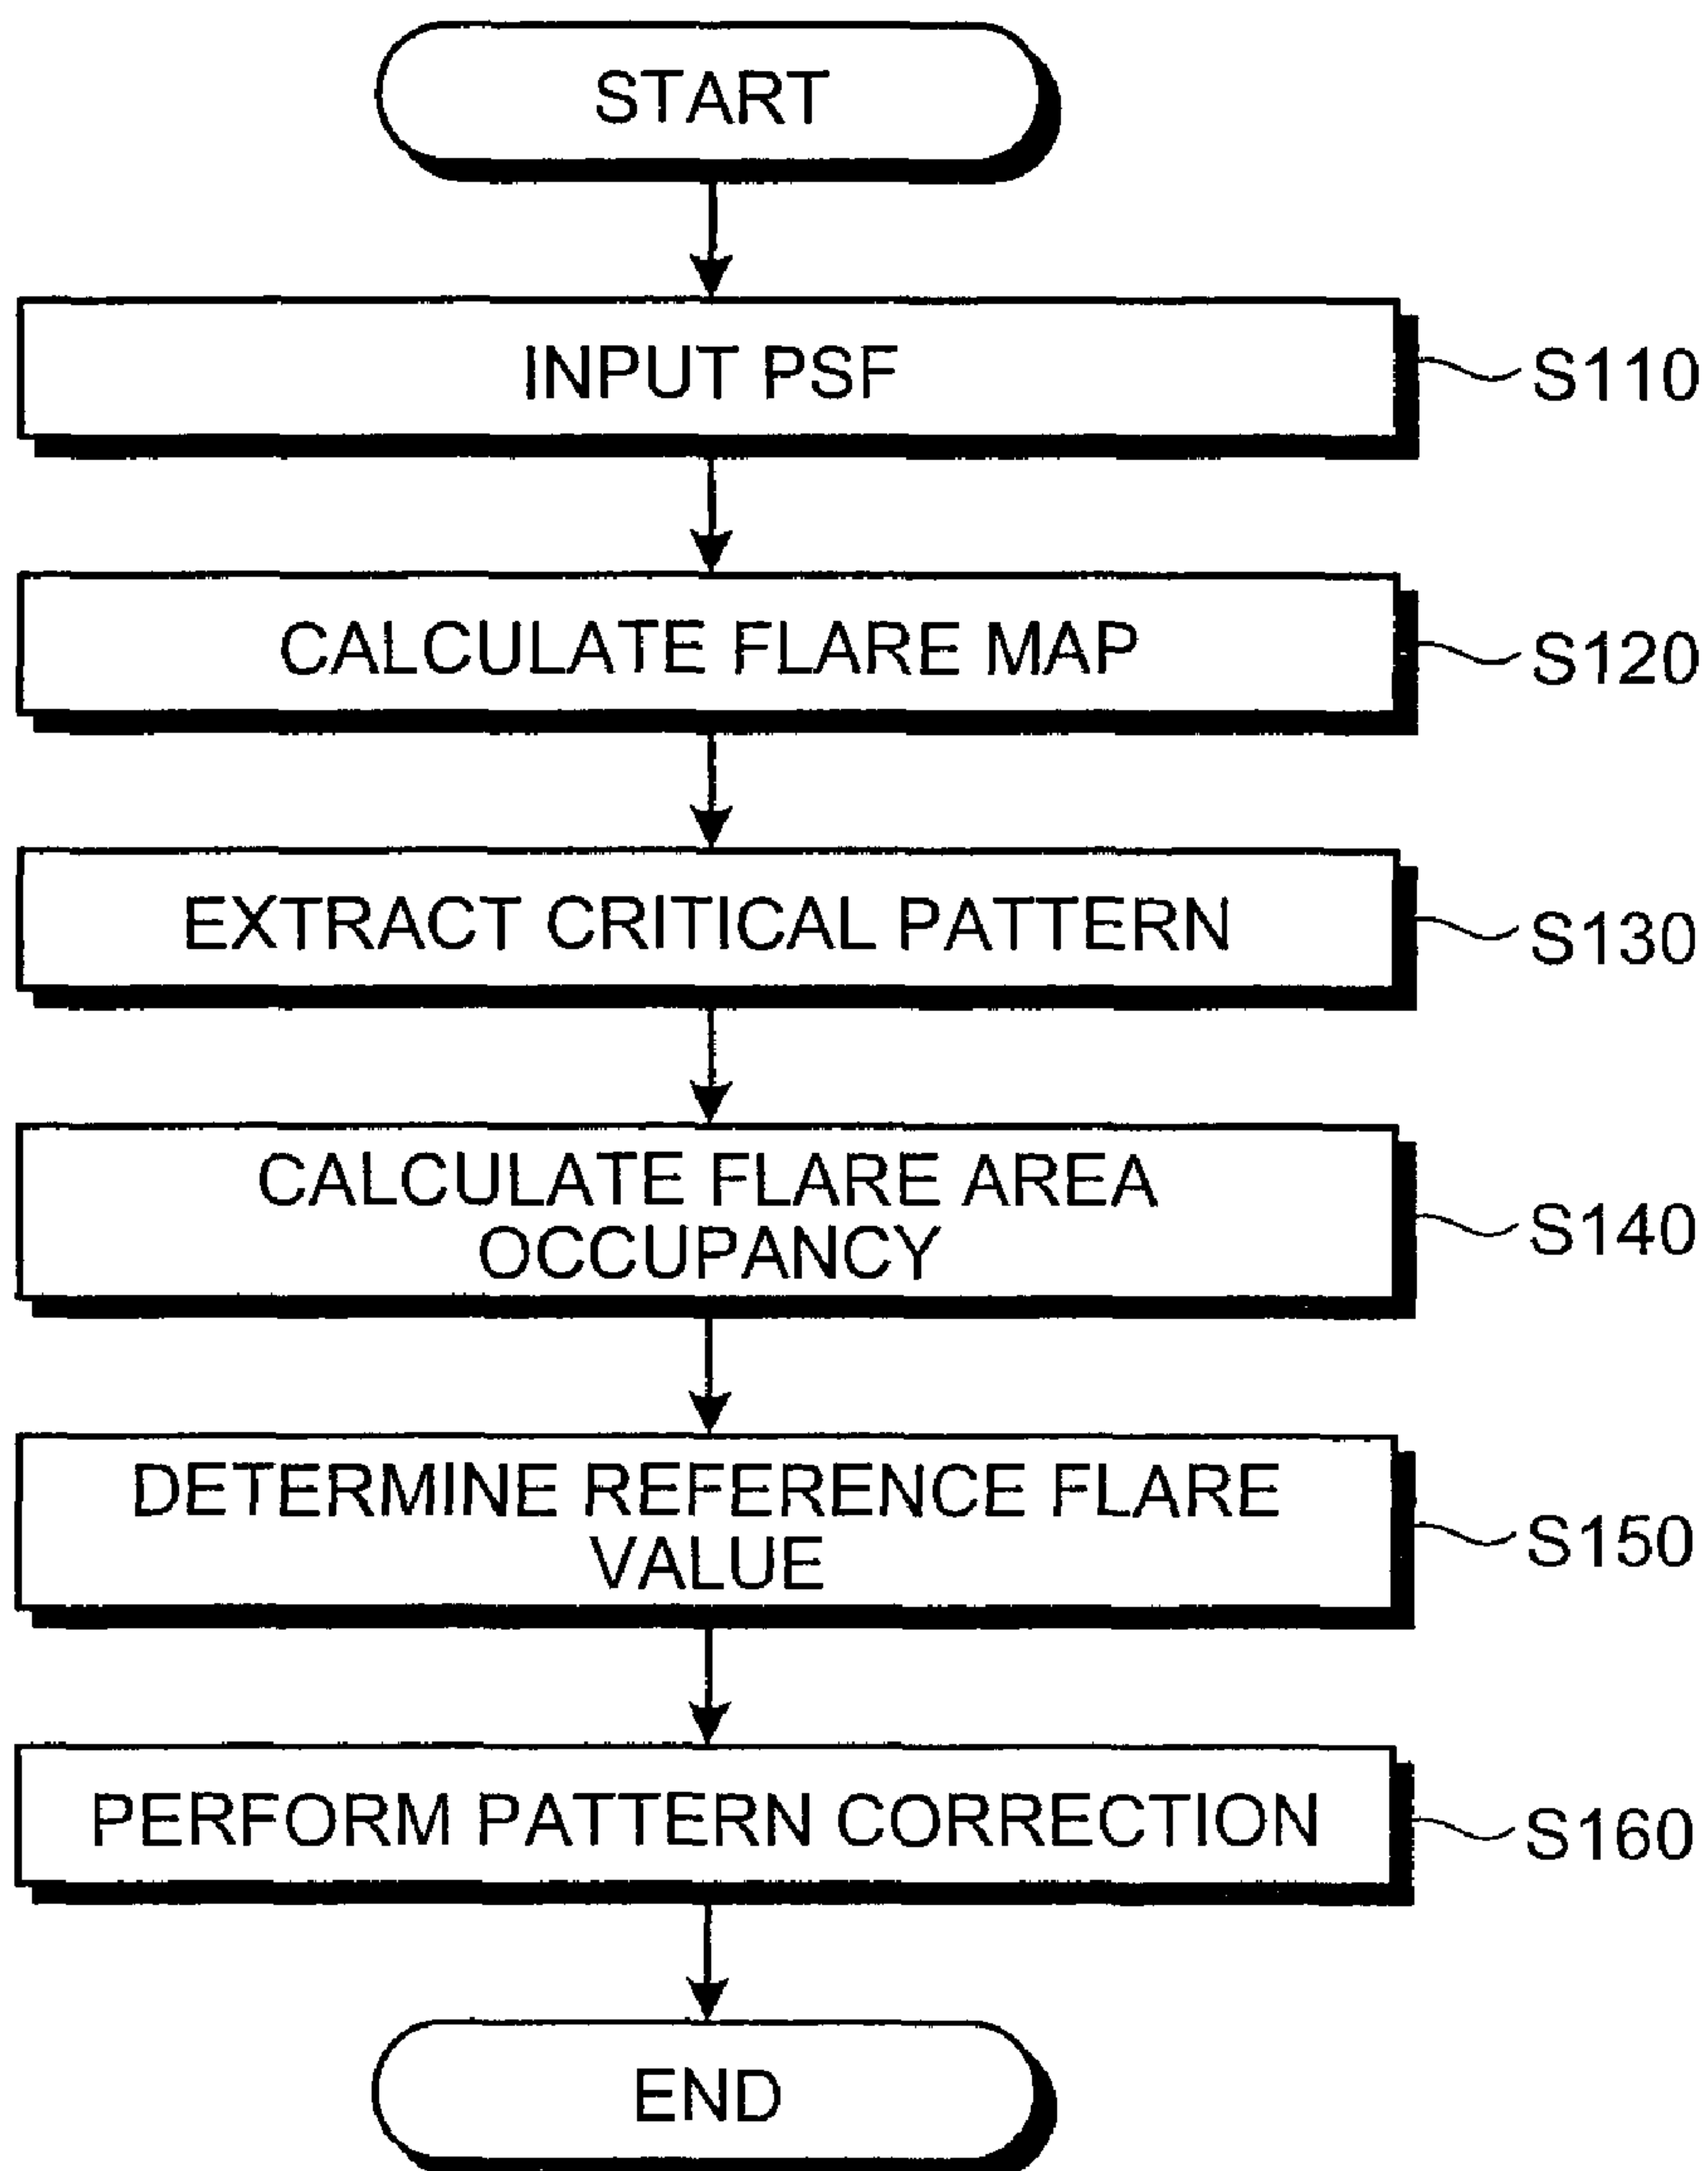 START
INPUT PSF
S110
CALCULATE FLARE MAP
S120
EXTRACT CRITICAL PATTERN
S130
CALCULATE FLARE AREA
OCCUPANCY
S140
DETERMINE REFERENCE FLARE
VALUE
S150
PERFORM PATTERN CORRECTION
S160
END